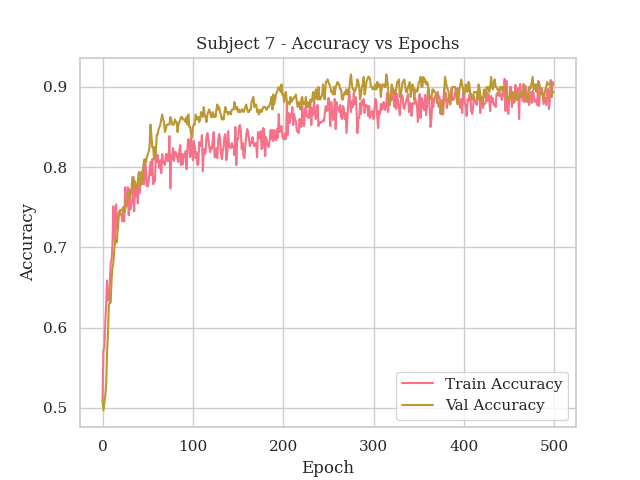 Subject 7 - Accuracy vs Epochs
Accuracy
0.9
0.8
0.7
0.6
0.5
Train Accuracy
Val Accuracy
0 100 200 300 400 500
Epoch